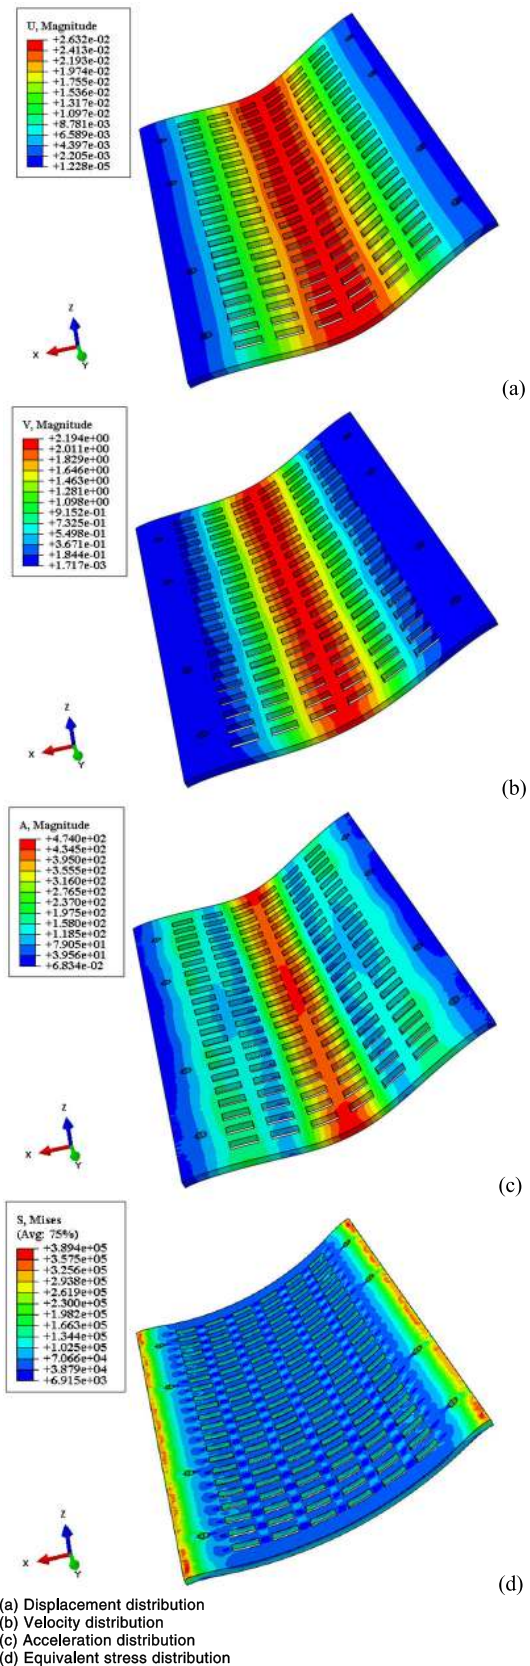 U, Magnitude
+2.632e-02
+2.413e-02
+2.193e-02
+1.974e-02
+1.755e-02
+1.536e-02
+1.317e-02
+1.097e-02
+8.781e-03
+6.589e-03
+4.397e-03
+2.205e-03
+1.228e-05
Z
X
Y
(a)
V, Magnitude
+2.194e+00
+2.011e+00
+1.829e+00
+1.646e+00
+1.463e+00
+1.281e+00
+1.098e+00
+9.152e-01
+7.325e-01
+5.498e-01
+3.671e-01
+1.844e-01
+1.717e-03
Z
X
Y
(b)
A, Magnitude
+4.740e+02
+4.345e+02
+3.950e+02
+3.555e+02
+3.160e+02
+2.765e+02
+2.370e+02
+1.975e+02
+1.580e+02
+1.185e+02
+7.905e+01
+3.956e+01
+6.834e-02
Z
X
Y
(c)
S, Mises
(Avg: 75%)
+3.894e+05
+3.575e+05
+3.256e+05
+2.938e+05
+2.619e+05
+2.300e+05
+1.982e+05
+1.663e+05
+1.344e+05
+1.025e+05
+7.066e+04
+3.879e+04
+6.915e+03
Z
X
Y
(d)
(a) Displacement distribution
(b) Velocity distribution
(c) Acceleration distribution
(d) Equivalent stress distribution